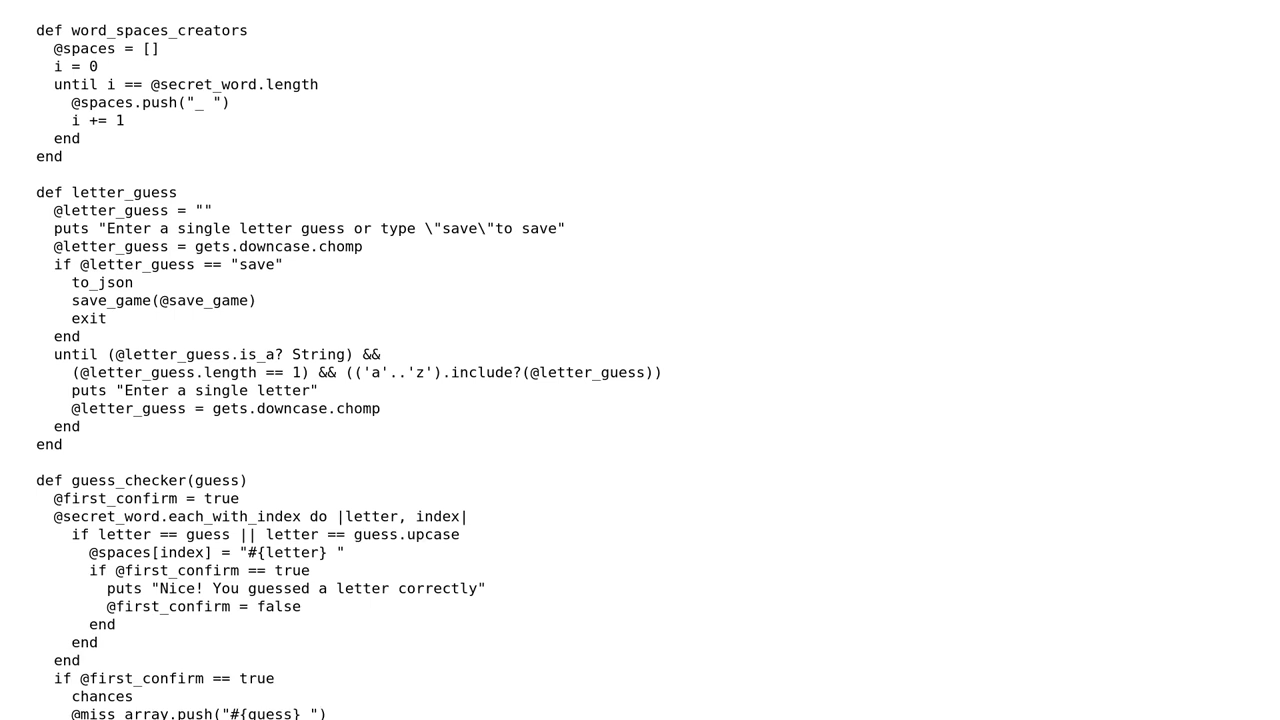 def word_spaces_creators
  @spaces = []
  i = 0
  until i == @secret_word.length
    @spaces.push("_ ")
    i += 1
  end
end

def letter_guess
  @letter_guess = ""
  puts "Enter a single letter guess or type \"save\"to save"
  @letter_guess = gets.downcase.chomp
  if @letter_guess == "save"
    to_json
    save_game(@save_game)
    exit
  end
  until (@letter_guess.is_a? String) &&
    (@letter_guess.length == 1) && (('a'..'z').include?(@letter_guess))
    puts "Enter a single letter"
    @letter_guess = gets.downcase.chomp
  end
end

def guess_checker(guess)
  @first_confirm = true
  @secret_word.each_with_index do |letter, index|
    if letter == guess || letter == guess.upcase
      @spaces[index] = "#{letter} "
      if @first_confirm == true
        puts "Nice! You guessed a letter correctly"
        @first_confirm = false
      end
    end
  end
  if @first_confirm == true
    chances
    @miss_array.push("#{guess} ")